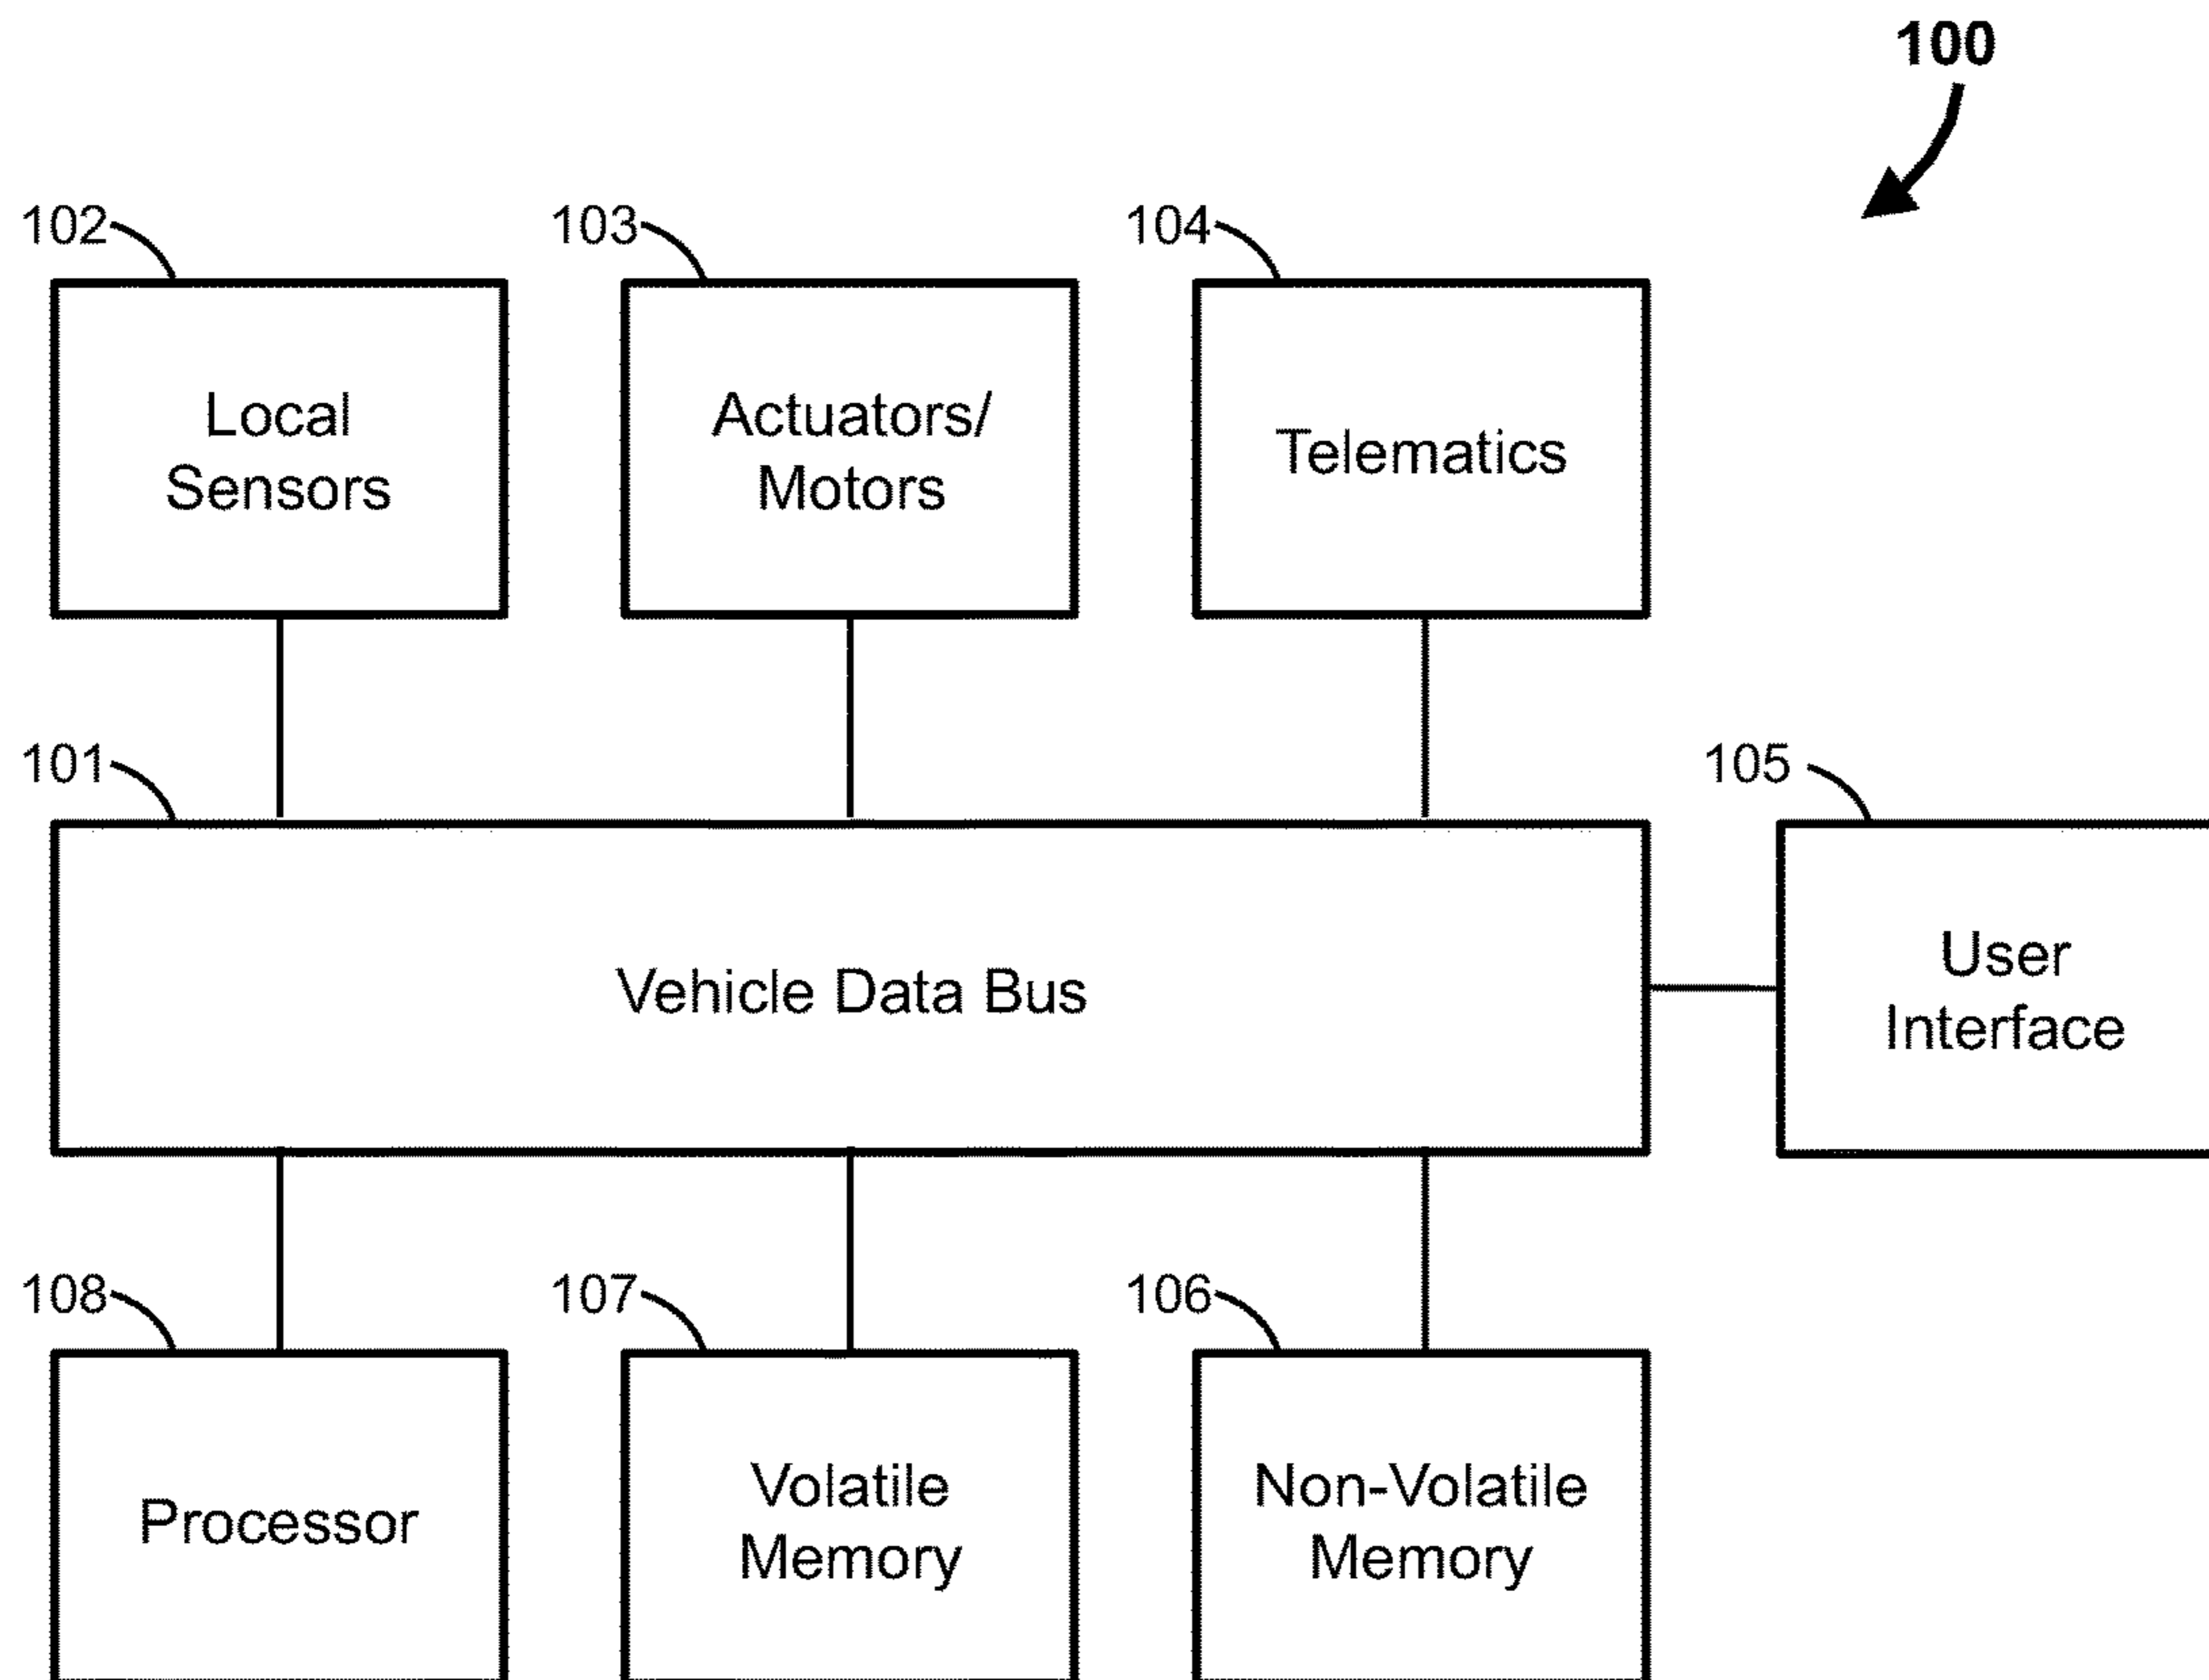 100
102
103
104
Local
Sensors
Actuators/
Motors
Telematics
101
105
Vehicle Data Bus
User
Interface
108
107
106
Processor
Volatile
Memory
Non-Volatile
Memory